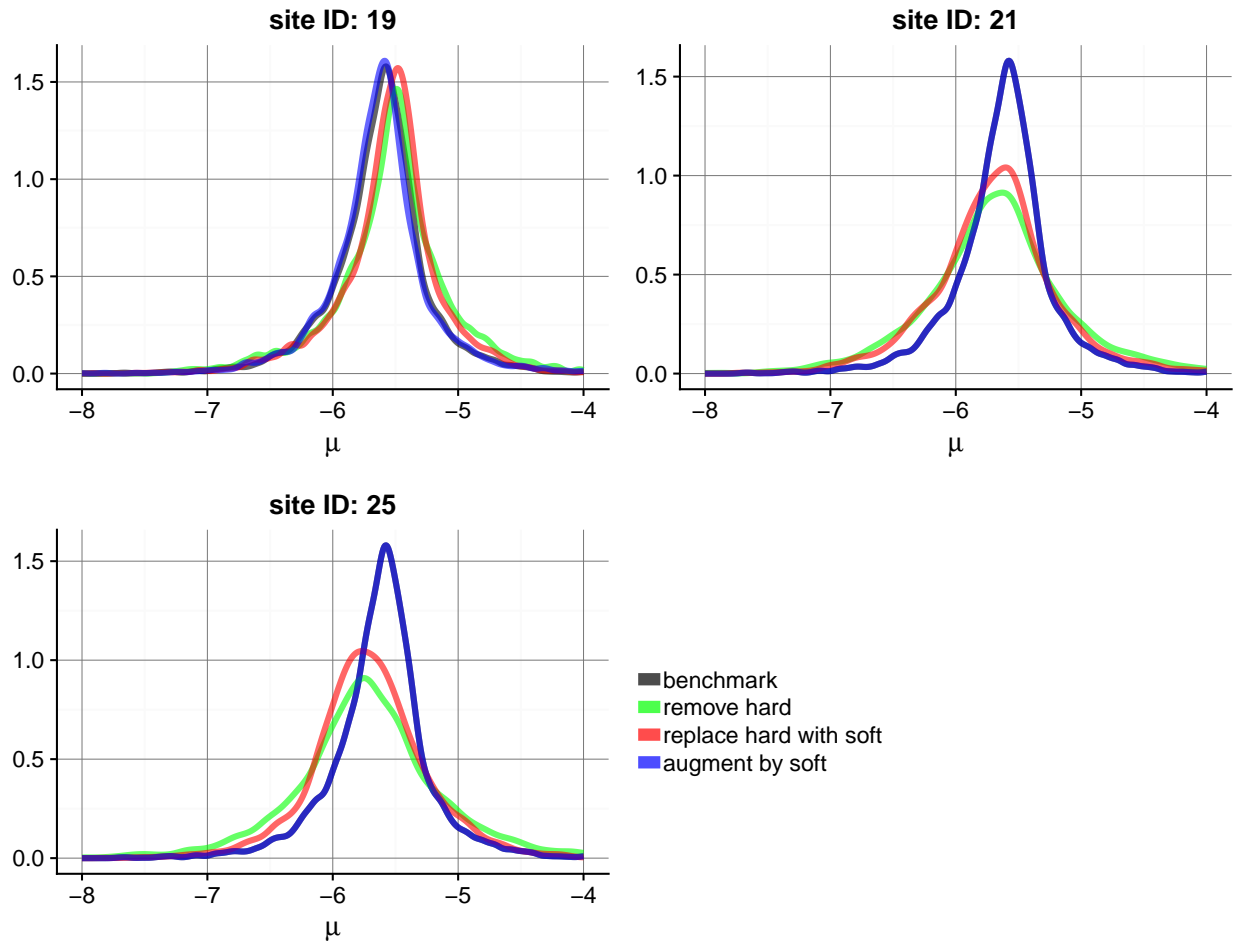 site ID: 19
1.5
1.0
0.5
0.0
−8
−7
−6
−5
−4
μ
site ID: 21
1.5
1.0
0.5
0.0
−8
−7
−6
−5
−4
μ
site ID: 25
1.5
1.0
0.5
0.0
−8
−7
−6
−5
−4
μ
benchmark
remove hard
replace hard with soft
augment by soft